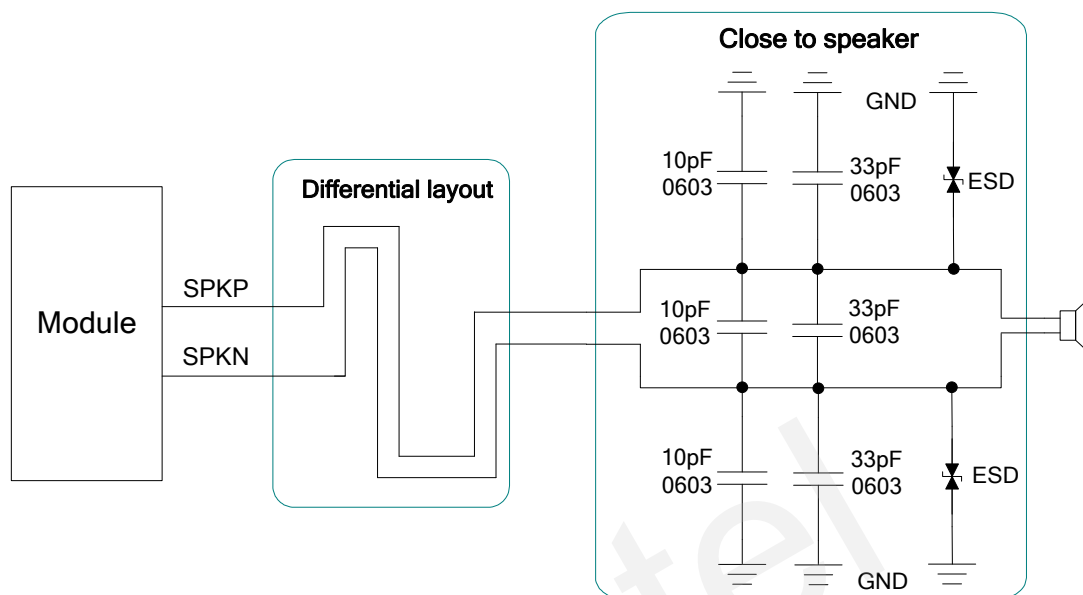 Close to speaker
GND
10pF
0603
33pF
0603
ESD
Differential layout
SPKP
Module
SPKN
10pF
0603
33pF
0603
10pF
0603
33pF
0603
ESD
GND